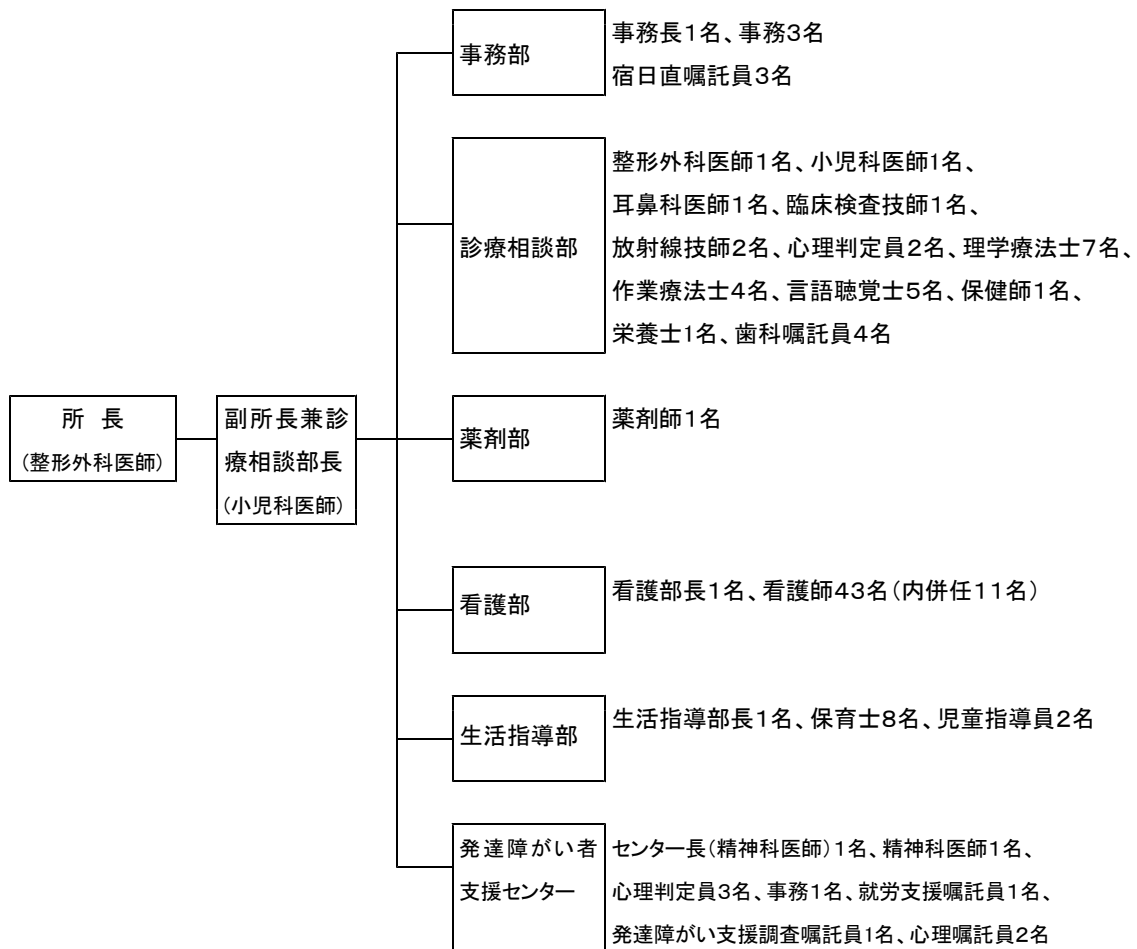 事務部
事務長1名、事務3名
宿日直嘱託員3名
診療相談部
整形外科医師1名、小児科医師1名、
耳鼻科医師1名、臨床検査技師1名、
放射線技師2名、心理判定員2名、理学療法士7名、
作業療法士4名、言語聴覚士5名、保健師1名、
栄養士1名、歯科嘱託員4名
所 長
(整形外科医師)
副所長兼診
療相談部長
(小児科医師)
薬剤部
薬剤師1名
看護部
看護部長1名、看護師43名(内併任11名)
生活指導部
生活指導部長1名、保育士8名、児童指導員2名
発達障がい者
支援センター
センター長(精神科医師)1名、精神科医師1名、
心理判定員3名、事務1名、就労支援嘱託員1名、
発達障がい支援調査嘱託員1名、心理嘱託員2名